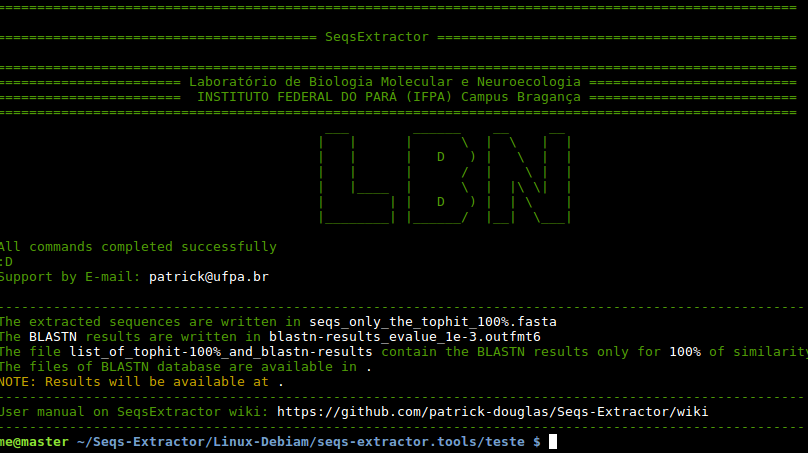 ================================================================================
======================================== SeqsExtractor =============================================
================================================================================
======================= Laboratório de Biologia Molecular e Neuroecologia ==========================
=======================  INSTITUTO FEDERAL DO PARÁ (IFPA) Campus Bragança ==========================
================================================================================
LBN
All commands completed successfully
:D
Support by E-mail: patrick@ufpa.br
--------------------------------------------------------------------------------
The extracted sequences are written in seqs_only_the_tophit_100%.fasta
The BLASTN results are written in blastn-results_evalue_1e-3.outfmt6
The file list_of_tophit-100%_and_blastn-results contain the BLASTN results only for 100% of similarity
The files of BLASTN database are available in .
NOTE: Results will be available at .
--------------------------------------------------------------------------------
User manual on SeqsExtractor wiki: https://github.com/patrick-douglas/Seqs-Extractor/wiki
--------------------------------------------------------------------------------
me@master ~/Seqs-Extractor/Linux-Debiam/seqs-extractor.tools/teste $